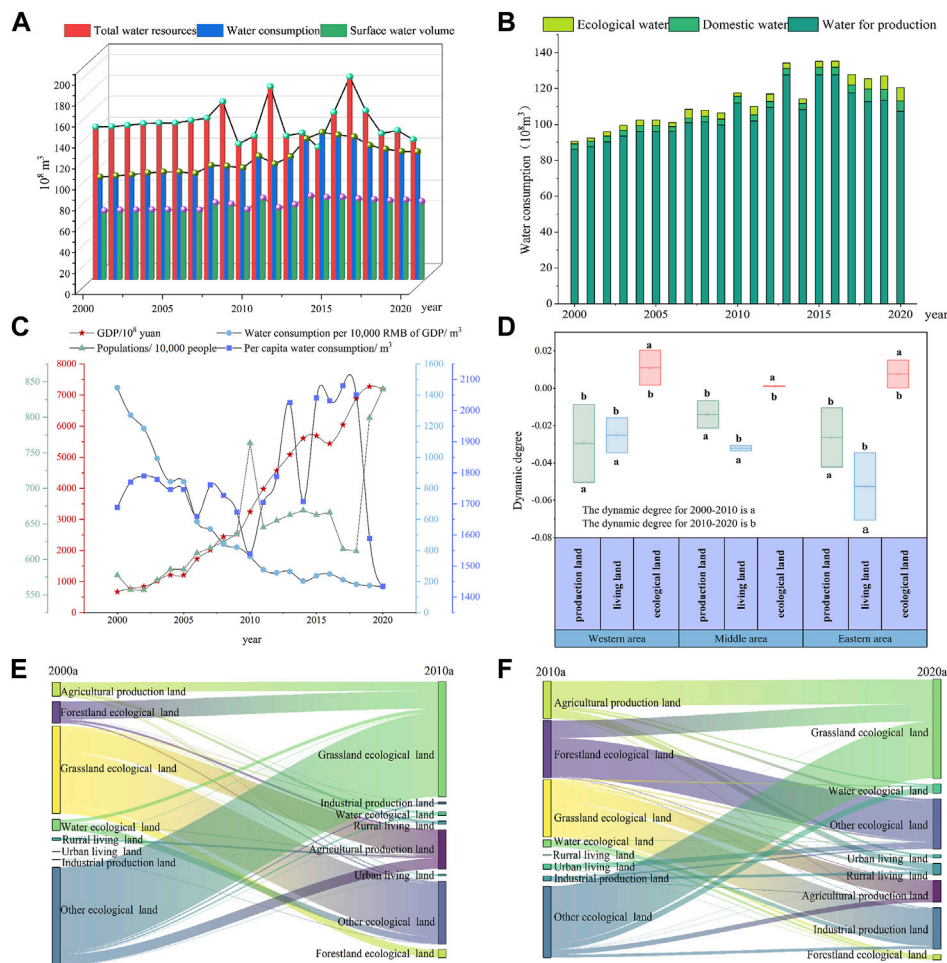 A
Total water resources
Water consumption
Surface water volume
10⁸ m³
200
180
160
140
120
100
80
60
40
20
0
2000
2005
2010
2015
2020
year
B
Ecological water
Domestic water
Water for production
Water consumption (10⁸m³)
140
120
100
80
60
40
0
2000
2002
2004
2006
2008
2010
2012
2014
2016
2018
2020
year
C
GDP/10⁸ yuan
Water consumption per 10,000 RMB of GDP/ m³
Populations/ 10,000 people
Per capita water consumption/ m³
850
800
750
700
650
600
550
8000
7000
6000
5000
4000
3000
2000
1000
0
1600
1400
1200
1000
800
600
400
200
0
2100
2000
1900
1800
1700
1600
1500
1400
2000
2005
2010
2015
2020
year
D
Dynamic degree
0.02
0.00
-0.02
-0.04
-0.06
-0.08
b
a
b
a
a
b
b
a
b
a
a
b
b
a
b
a
a
b
The dynamic degree for 2000-2010 is a
The dynamic degree for 2010-2020 is b
production land
living land
ecological land
production land
living land
ecological land
production land
living land
ecological land
Western area
Middle area
Eastern area
E
2000a
2010a
Agricultural production land
Forestland ecological land
Grassland ecological land
Water ecological land
Rurral living land
Urban living land
Industrial production land
Other ecological land
Grassland ecological land
Industrial production land
Water ecological land
Rurral living land
Agricultural production land
Urban living land
Other ecological land
Forestland ecological land
F
2010a
2020a
Agricultural production land
Forestland ecological land
Grassland ecological land
Water ecological land
Rurral living land
Urban living land
Industrial production land
Other ecological land
Grassland ecological land
Water ecological land
Other ecological land
Urban living land
Rurral living land
Agricultural production land
Industrial production land
Forestland ecological land